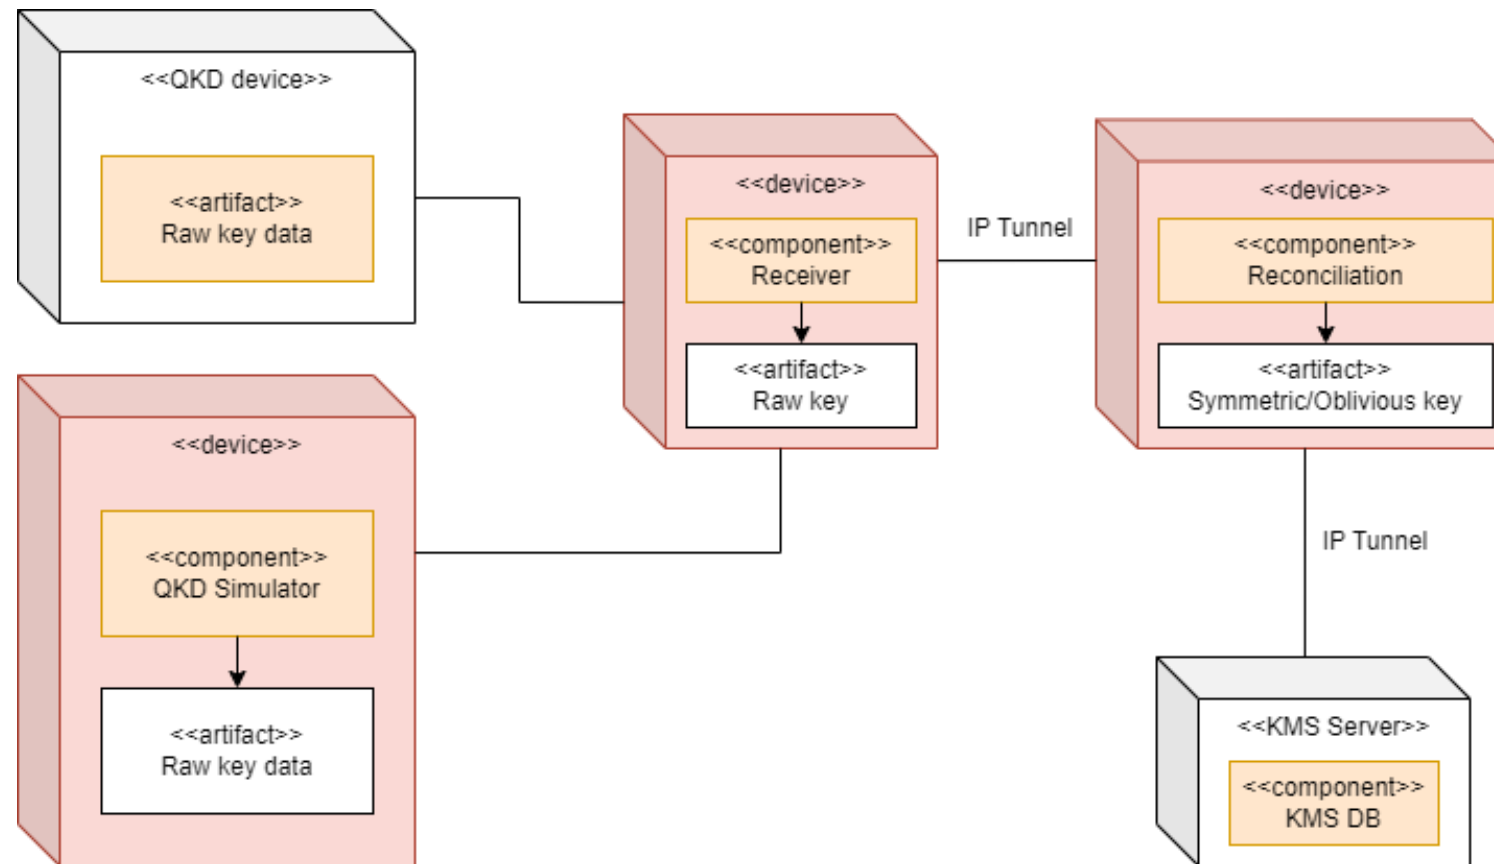 <<QKD device>>
<<artifact>>
Raw key data
<<device>>
<<component>>
QKD Simulator
<<artifact>>
Raw key data
<<device>>
<<component>>
Receiver
<<artifact>>
Raw key
IP Tunnel
<<device>>
<<component>>
Reconciliation
<<artifact>>
Symmetric/Oblivious key
IP Tunnel
<<KMS Server>>
<<component>>
KMS DB